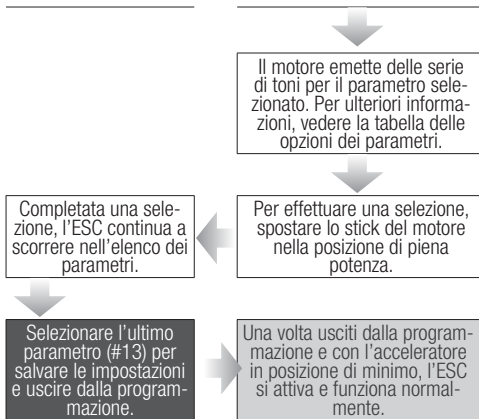 Il motore emette delle serie
di toni per il parametro sele-
zionato. Per ulteriori informa-
zioni, vedere la tabella delle
opzioni dei parametri.
Per effettuare una selezione,
spostare lo stick del motore
nella posizione di piena
potenza.
Completata una sele-
zione, l'ESC continua a
scorrere nell'elenco dei
parametri.
Selezionare l'ultimo
parametro (#13) per
salvare le impostazioni
e uscire dalla program-
mazione.
Una volta usciti dalla program-
mazione e con l'acceleratore
in posizione di minimo, l'ESC
si attiva e funziona normal-
mente.